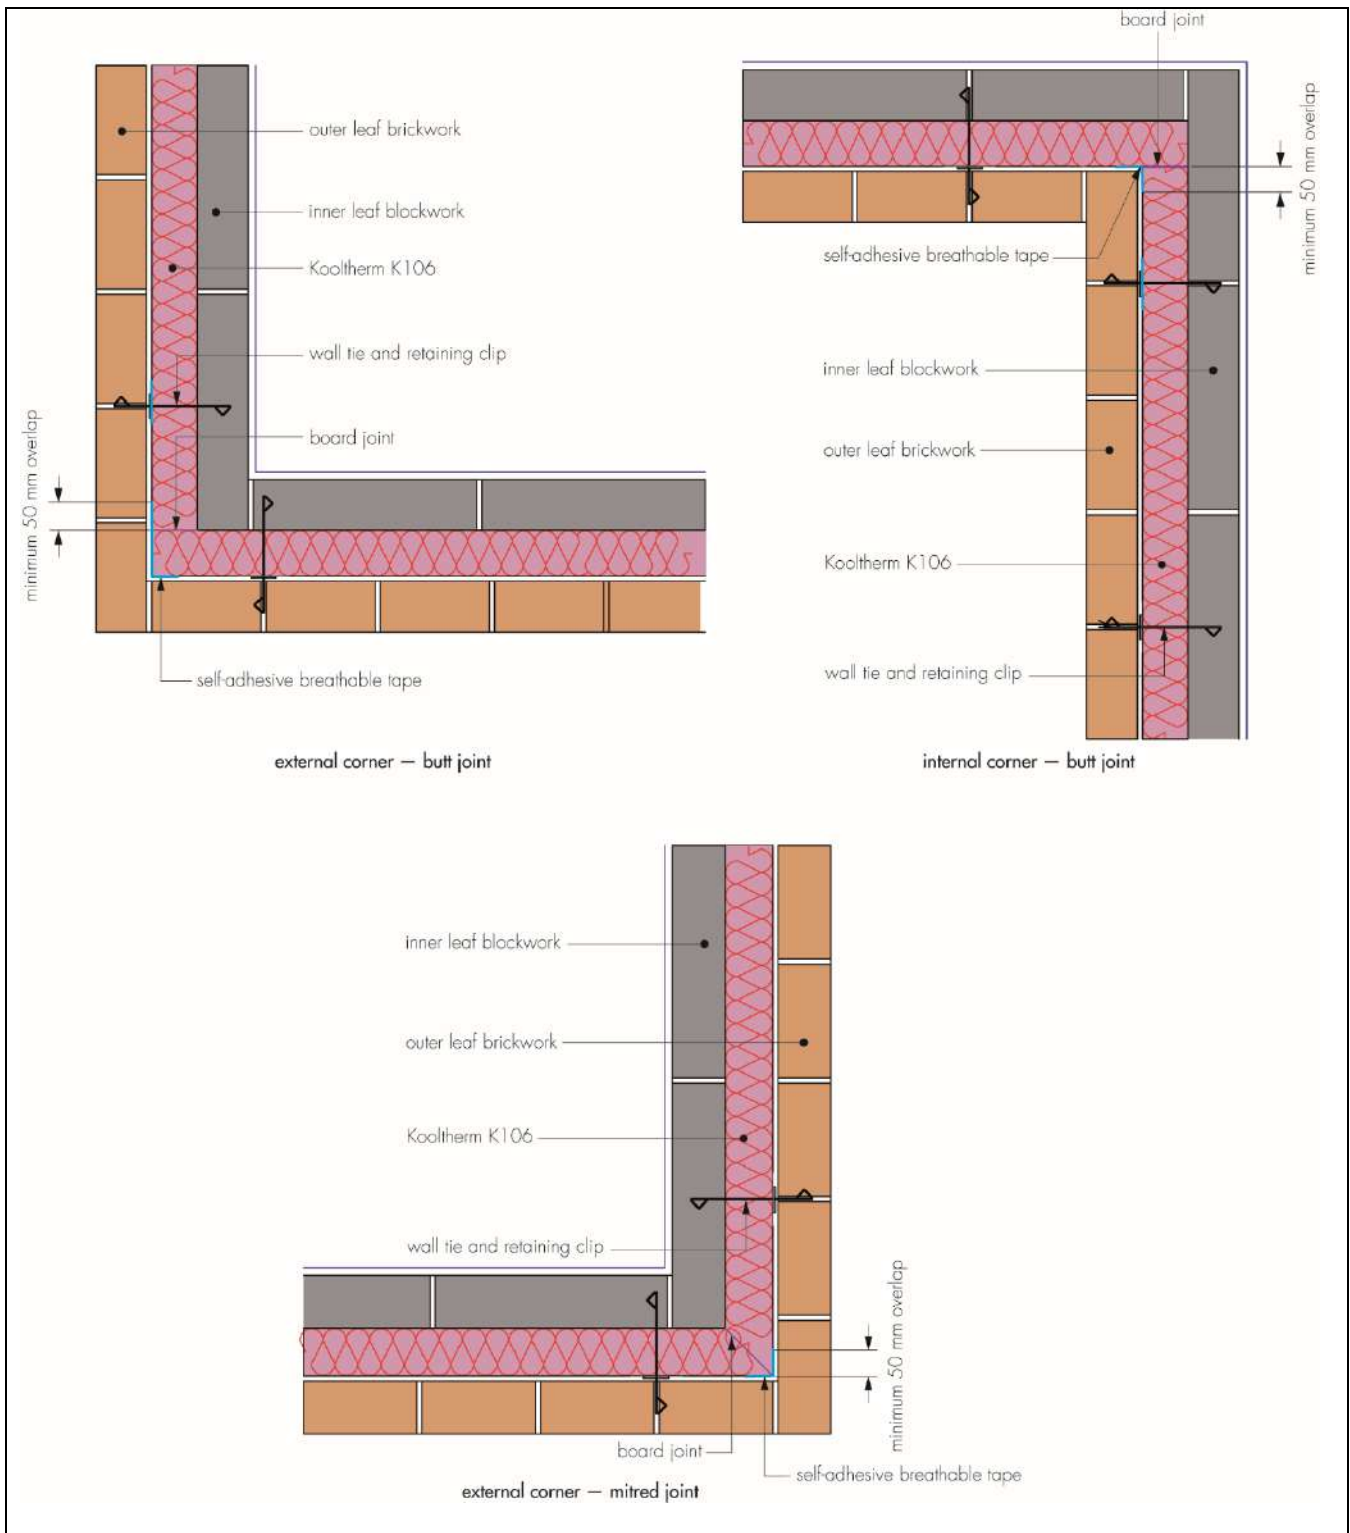 outer leaf brickwork
inner leaf blockwork
Kooltherm K106
wall tie and retaining clip
board joint
minimum 50 mm overlap
self-adhesive breathable tape
external corner – butt joint
board joint
minimum 50 mm overlap
self-adhesive breathable tape
inner leaf blockwork
outer leaf brickwork
Kooltherm K106
wall tie and retaining clip
internal corner – butt joint
inner leaf blockwork
outer leaf brickwork
Kooltherm K106
wall tie and retaining clip
minimum 50 mm overlap
board joint
self-adhesive breathable tape
external corner – mitred joint